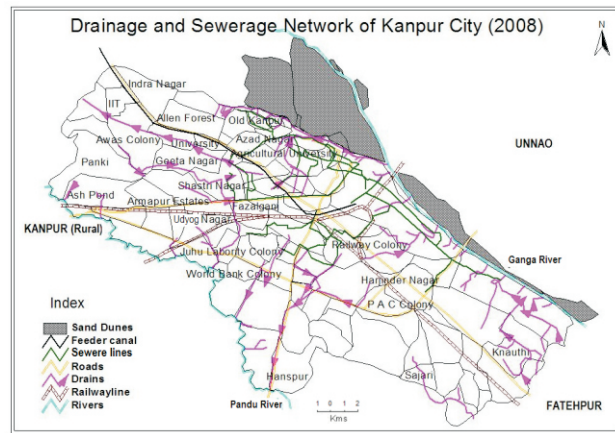 Drainage and Sewerage Network of Kanpur City (2008)
N
Indra Nagar
IIT
Allen Forest
Old Kanpur
Awas Colony
University
Azad Nagar
UNNAO
Panki
Geeta Nagar
Agricultural University
Shastri Nagar
Ash Pond
Armapur Estates
Fazalganj
KANPUR (Rural)
Udyog Nagar
Railway Colony
Juhu Labority Colony
Ganga River
World Bank Colony
Harjinder Nagar
P A C Colony
Index
Sand Dunes
Feeder canal
Sewere lines
Roads
Drains
Railwayline
Rivers
Knauthi
Hanspur
Sajari
Pandu River
1 0 1 2
Kms
FATEHPUR